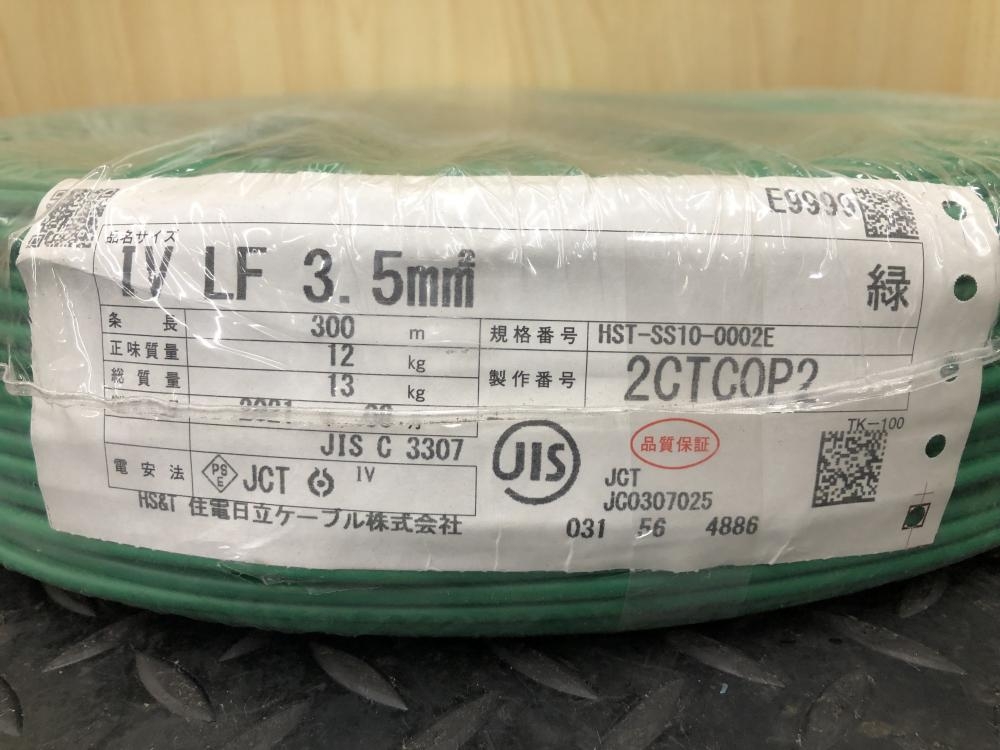 E9999
品名サイズ
IV LF 3.5mm²
緑
条長 300 m
規格番号 HST-SS10-0002E
正味質量 12 kg
総質量 13 kg
製作番号 2CTC0P2
2021
JIS C 3307
電安法 PS E JCT IV
JIS
品質保証
TK-100
JCT
JC0307025
HS&T 住電日立ケーブル株式会社
031 56 4886